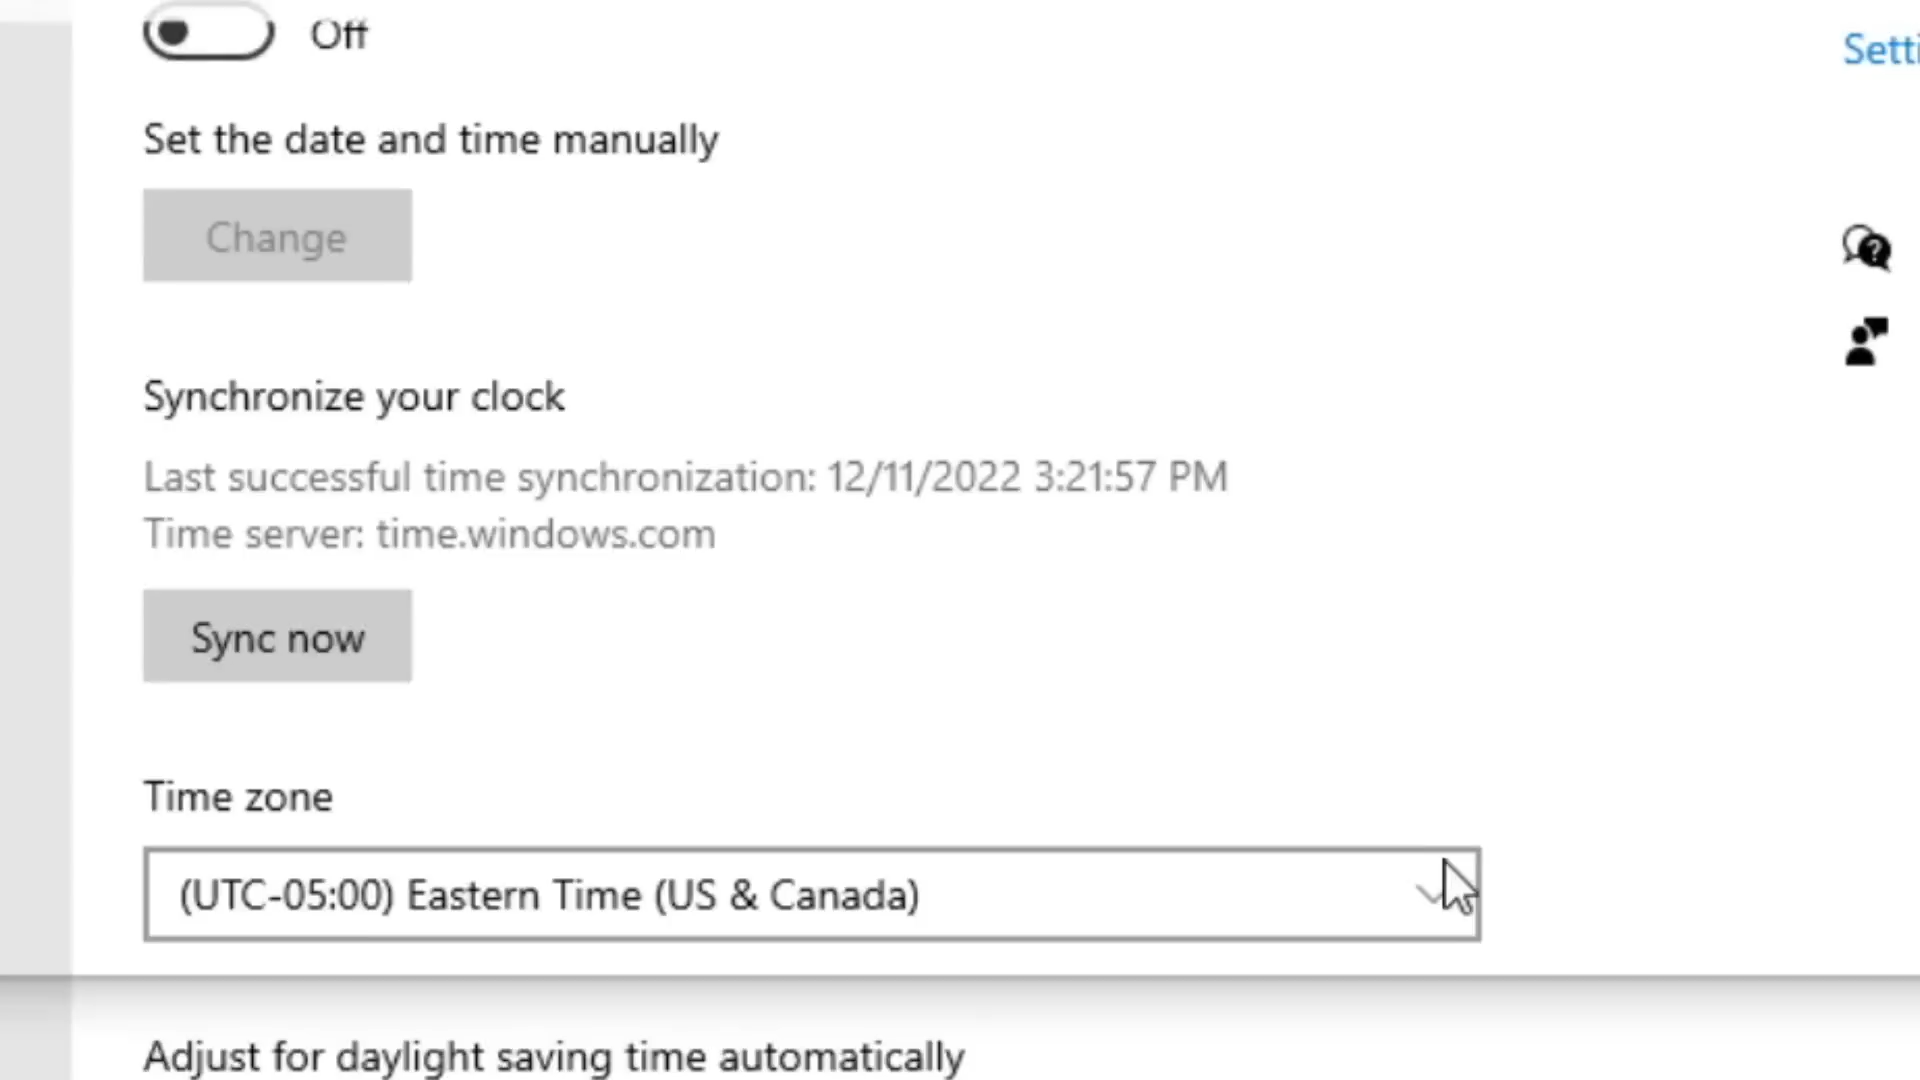 Off
Setti
Set the date and time manually
Change
Synchronize your clock
Last successful time synchronization: 12/11/2022 3:21:57 PM
Time server: time.windows.com
Sync now
Time zone
(UTC-05:00) Eastern Time (US & Canada)
Adjust for daylight saving time automatically